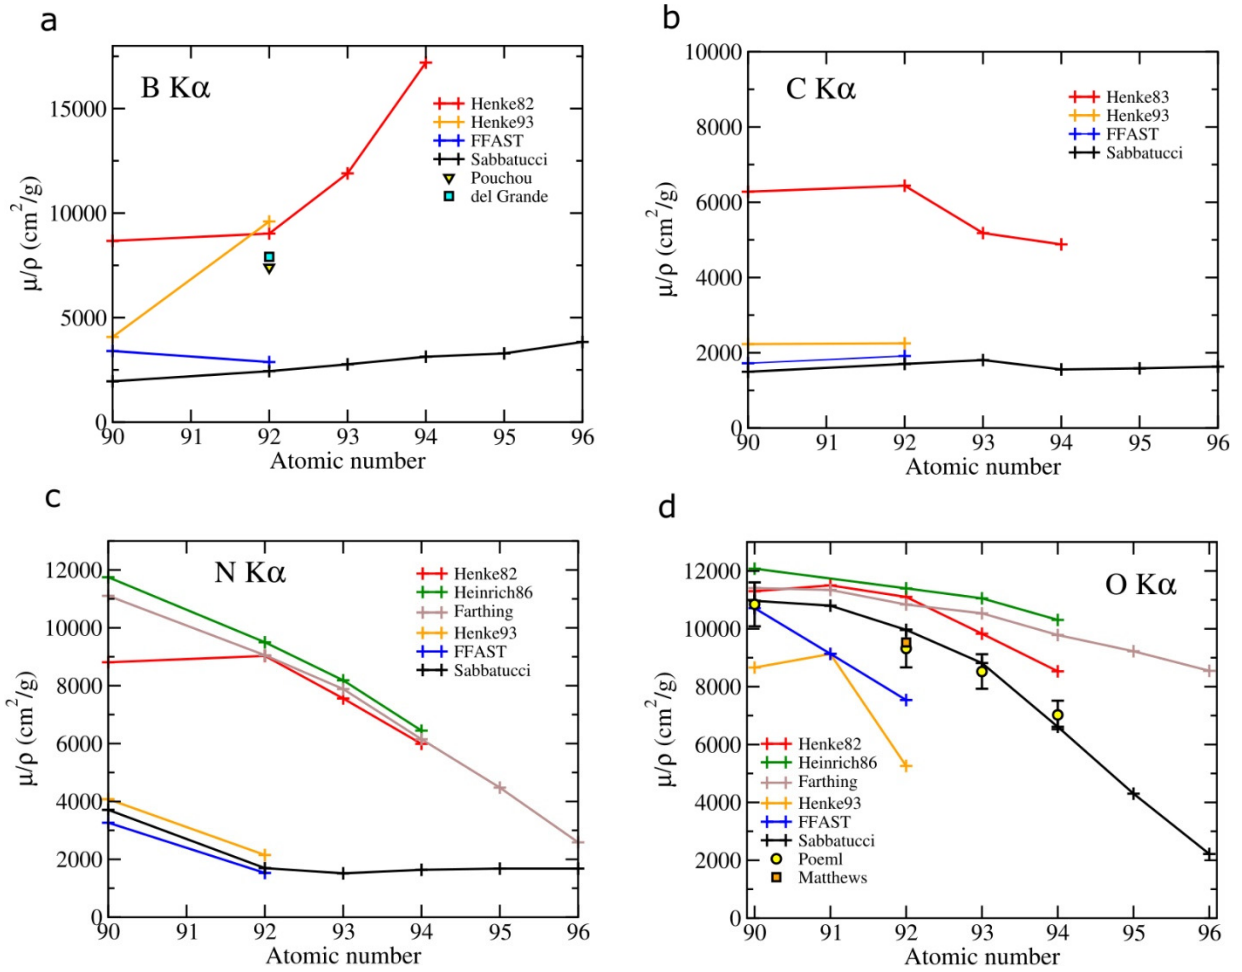 a
B Kα
μ/ρ (cm²/g)
15000
10000
5000
0
90 91 92 93 94 95 96
Atomic number
Henke82
Henke93
FFAST
Sabbatucci
Pouchou
del Grande
b
C Kα
μ/ρ (cm²/g)
10000
8000
6000
4000
2000
0
90 91 92 93 94 95 96
Atomic number
Henke83
Henke93
FFAST
Sabbatucci
c
N Kα
μ/ρ (cm²/g)
12000
10000
8000
6000
4000
2000
0
90 91 92 93 94 95 96
Atomic number
Henke82
Heinrich86
Farthing
Henke93
FFAST
Sabbatucci
d
O Kα
μ/ρ (cm²/g)
12000
10000
8000
6000
4000
2000
0
90 91 92 93 94 95 96
Atomic number
Henke82
Heinrich86
Farthing
Henke93
FFAST
Sabbatucci
Poeml
Matthews